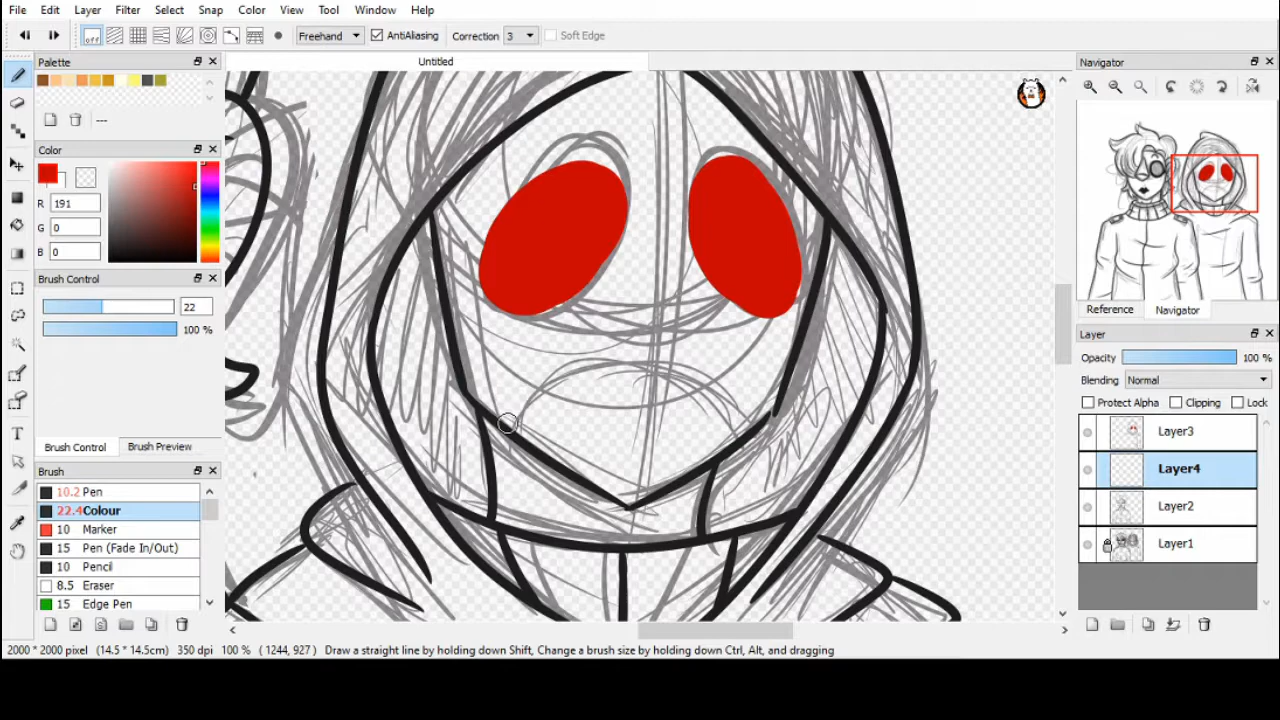 File Edit Layer Filter Select Snap Color View Tool Window Help
off Freehand AntiAliasing Correction 3 Soft Edge
Palette
Untitled
Navigator
---
Color
R 191
G 0
B 0
Brush Control
22
100 %
Reference Navigator
Layer
Opacity 100 %
Blending Normal
Protect Alpha Clipping Lock
Layer3
Layer4
Layer2
Layer1
Brush Control Brush Preview
Brush
10.2 Pen
22.4 Colour
10 Marker
15 Pen (Fade In/Out)
10 Pencil
8.5 Eraser
15 Edge Pen
2000 * 2000 pixel (14.5 * 14.5cm) 350 dpi 100 % ( 1244, 927 ) Draw a straight line by holding down Shift, Change a brush size by holding down Ctrl, Alt, and dragging